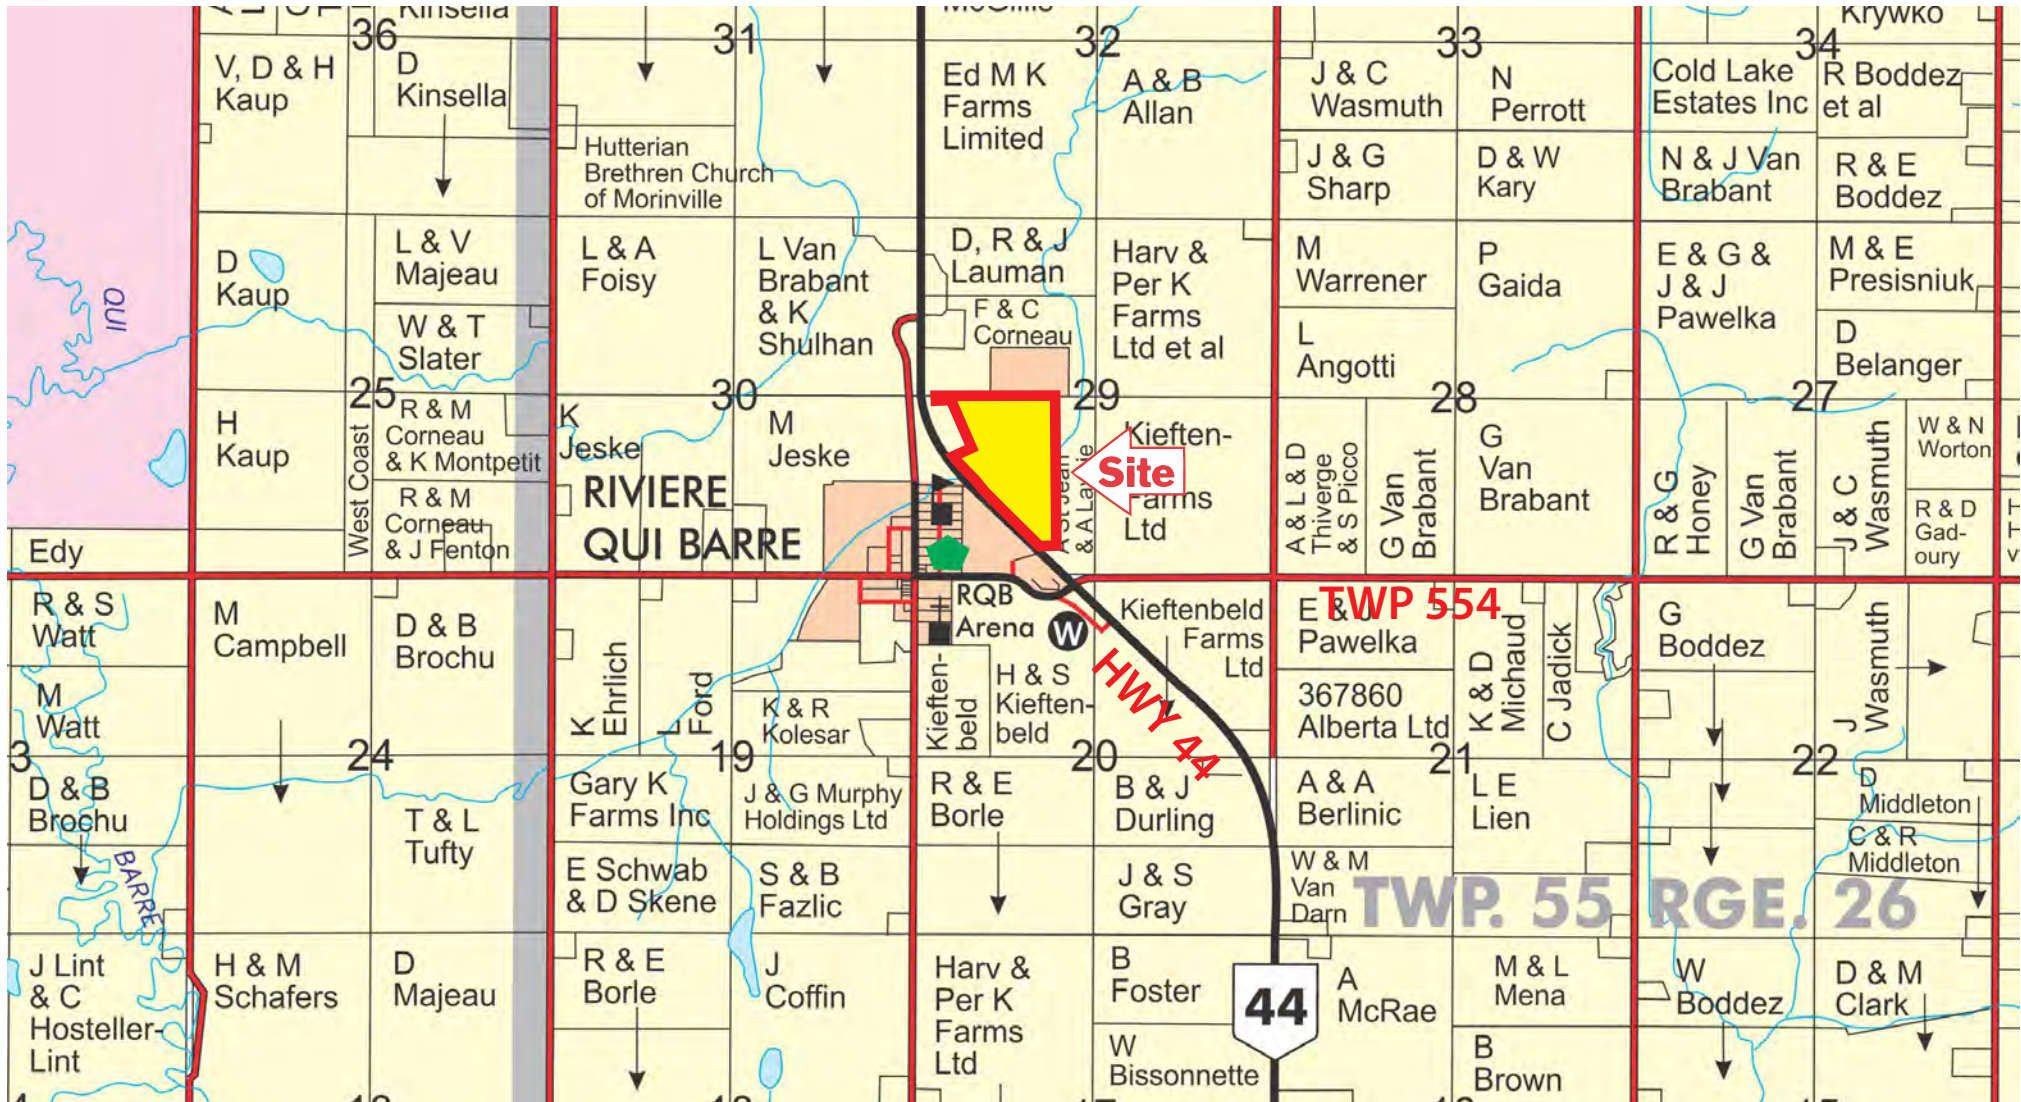 Kinsella
36
31
32
33
34
Krywko
V, D & H
Kaup
D
Kinsella
Ed M K
Farms
Limited
A & B
Allan
J & C
Wasmuth
N
Perrott
Cold Lake
Estates Inc
R Boddez
et al
Hutterian
Brethren Church
of Morinville
J & G
Sharp
D & W
Kary
N & J Van
Brabant
R & E
Boddez
QUI
D
Kaup
L & V
Majeau
L & A
Foisy
L Van
Brabant
& K
Shulhan
D, R & J
Lauman
Harv &
Per K
Farms
Ltd et al
M
Warrener
P
Gaida
E & G &
J & J
Pawelka
M & E
Presisniuk
W & T
Slater
F & C
Corneau
L
Angotti
D
Belanger
25
30
29
28
27
H
Kaup
West Coast
R & M
Corneau
& K Montpetit
K
Jeske
M
Jeske
Kieften-
Farms
Ltd
Site
A & L & D
Thiverge
& S Picco
G Van
Brabant
G
Van
Brabant
R & G
Honey
G Van
Brabant
J & C
Wasmuth
W & N
Worton
R & M
Corneau
& J Fenton
RIVIERE
QUI BARRE
R & D
Gad-
oury
Edy
R & S
Watt
M
Campbell
D & B
Brochu
K
Ehrlich
L
Ford
RQB
Arena
W
Kieftenbeld
Farms
Ltd
TWP 554
E & J
Pawelka
K & D
Michaud
C Jadick
G
Boddez
J
Wasmuth
M
Watt
K & R
Kolesar
Kieften-
beld
H & S
Kieften-
beld
HWY 44
367860
Alberta Ltd
24
19
20
21
22
D & B
Brochu
T & L
Tufty
Gary K
Farms Inc
J & G Murphy
Holdings Ltd
R & E
Borle
B & J
Durling
A & A
Berlinic
L E
Lien
D
Middleton
C & R
Middleton
BARRE
E Schwab
& D Skene
S & B
Fazlic
J & S
Gray
W & M
Van
Darn
TWP. 55 RGE. 26
J Lint
& C
Hosteller-
Lint
H & M
Schafers
D
Majeau
R & E
Borle
J
Coffin
Harv &
Per K
Farms
Ltd
B
Foster
44
A
McRae
M & L
Mena
W
Boddez
D & M
Clark
W
Bissonnette
B
Brown